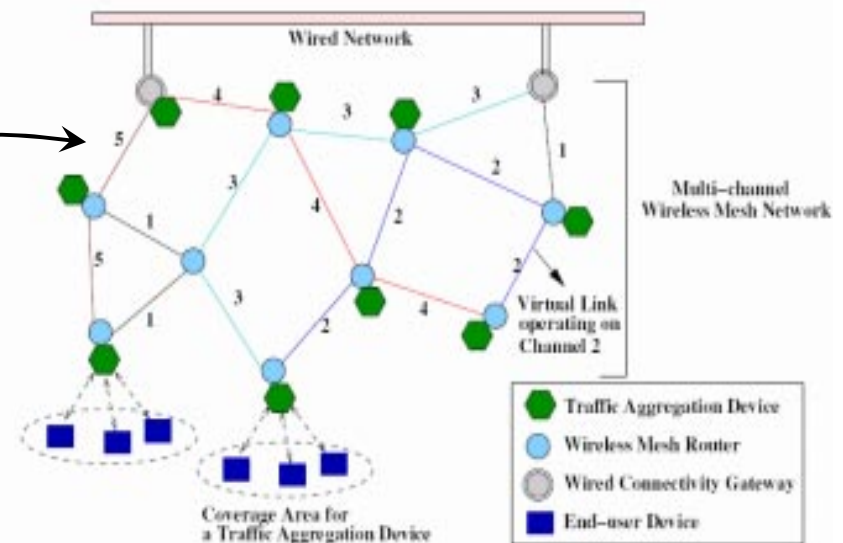 Wired Network
4
3
3
5
1
3
2
1
4
2
5
1
3
2
4
2
Multi-channel
Wireless Mesh Network
Virtual Link
operating on
Channel 2
Traffic Aggregation Device
Wireless Mesh Router
Wired Connectivity Gateway
End-user Device
Coverage Area for
a Traffic Aggregation Device